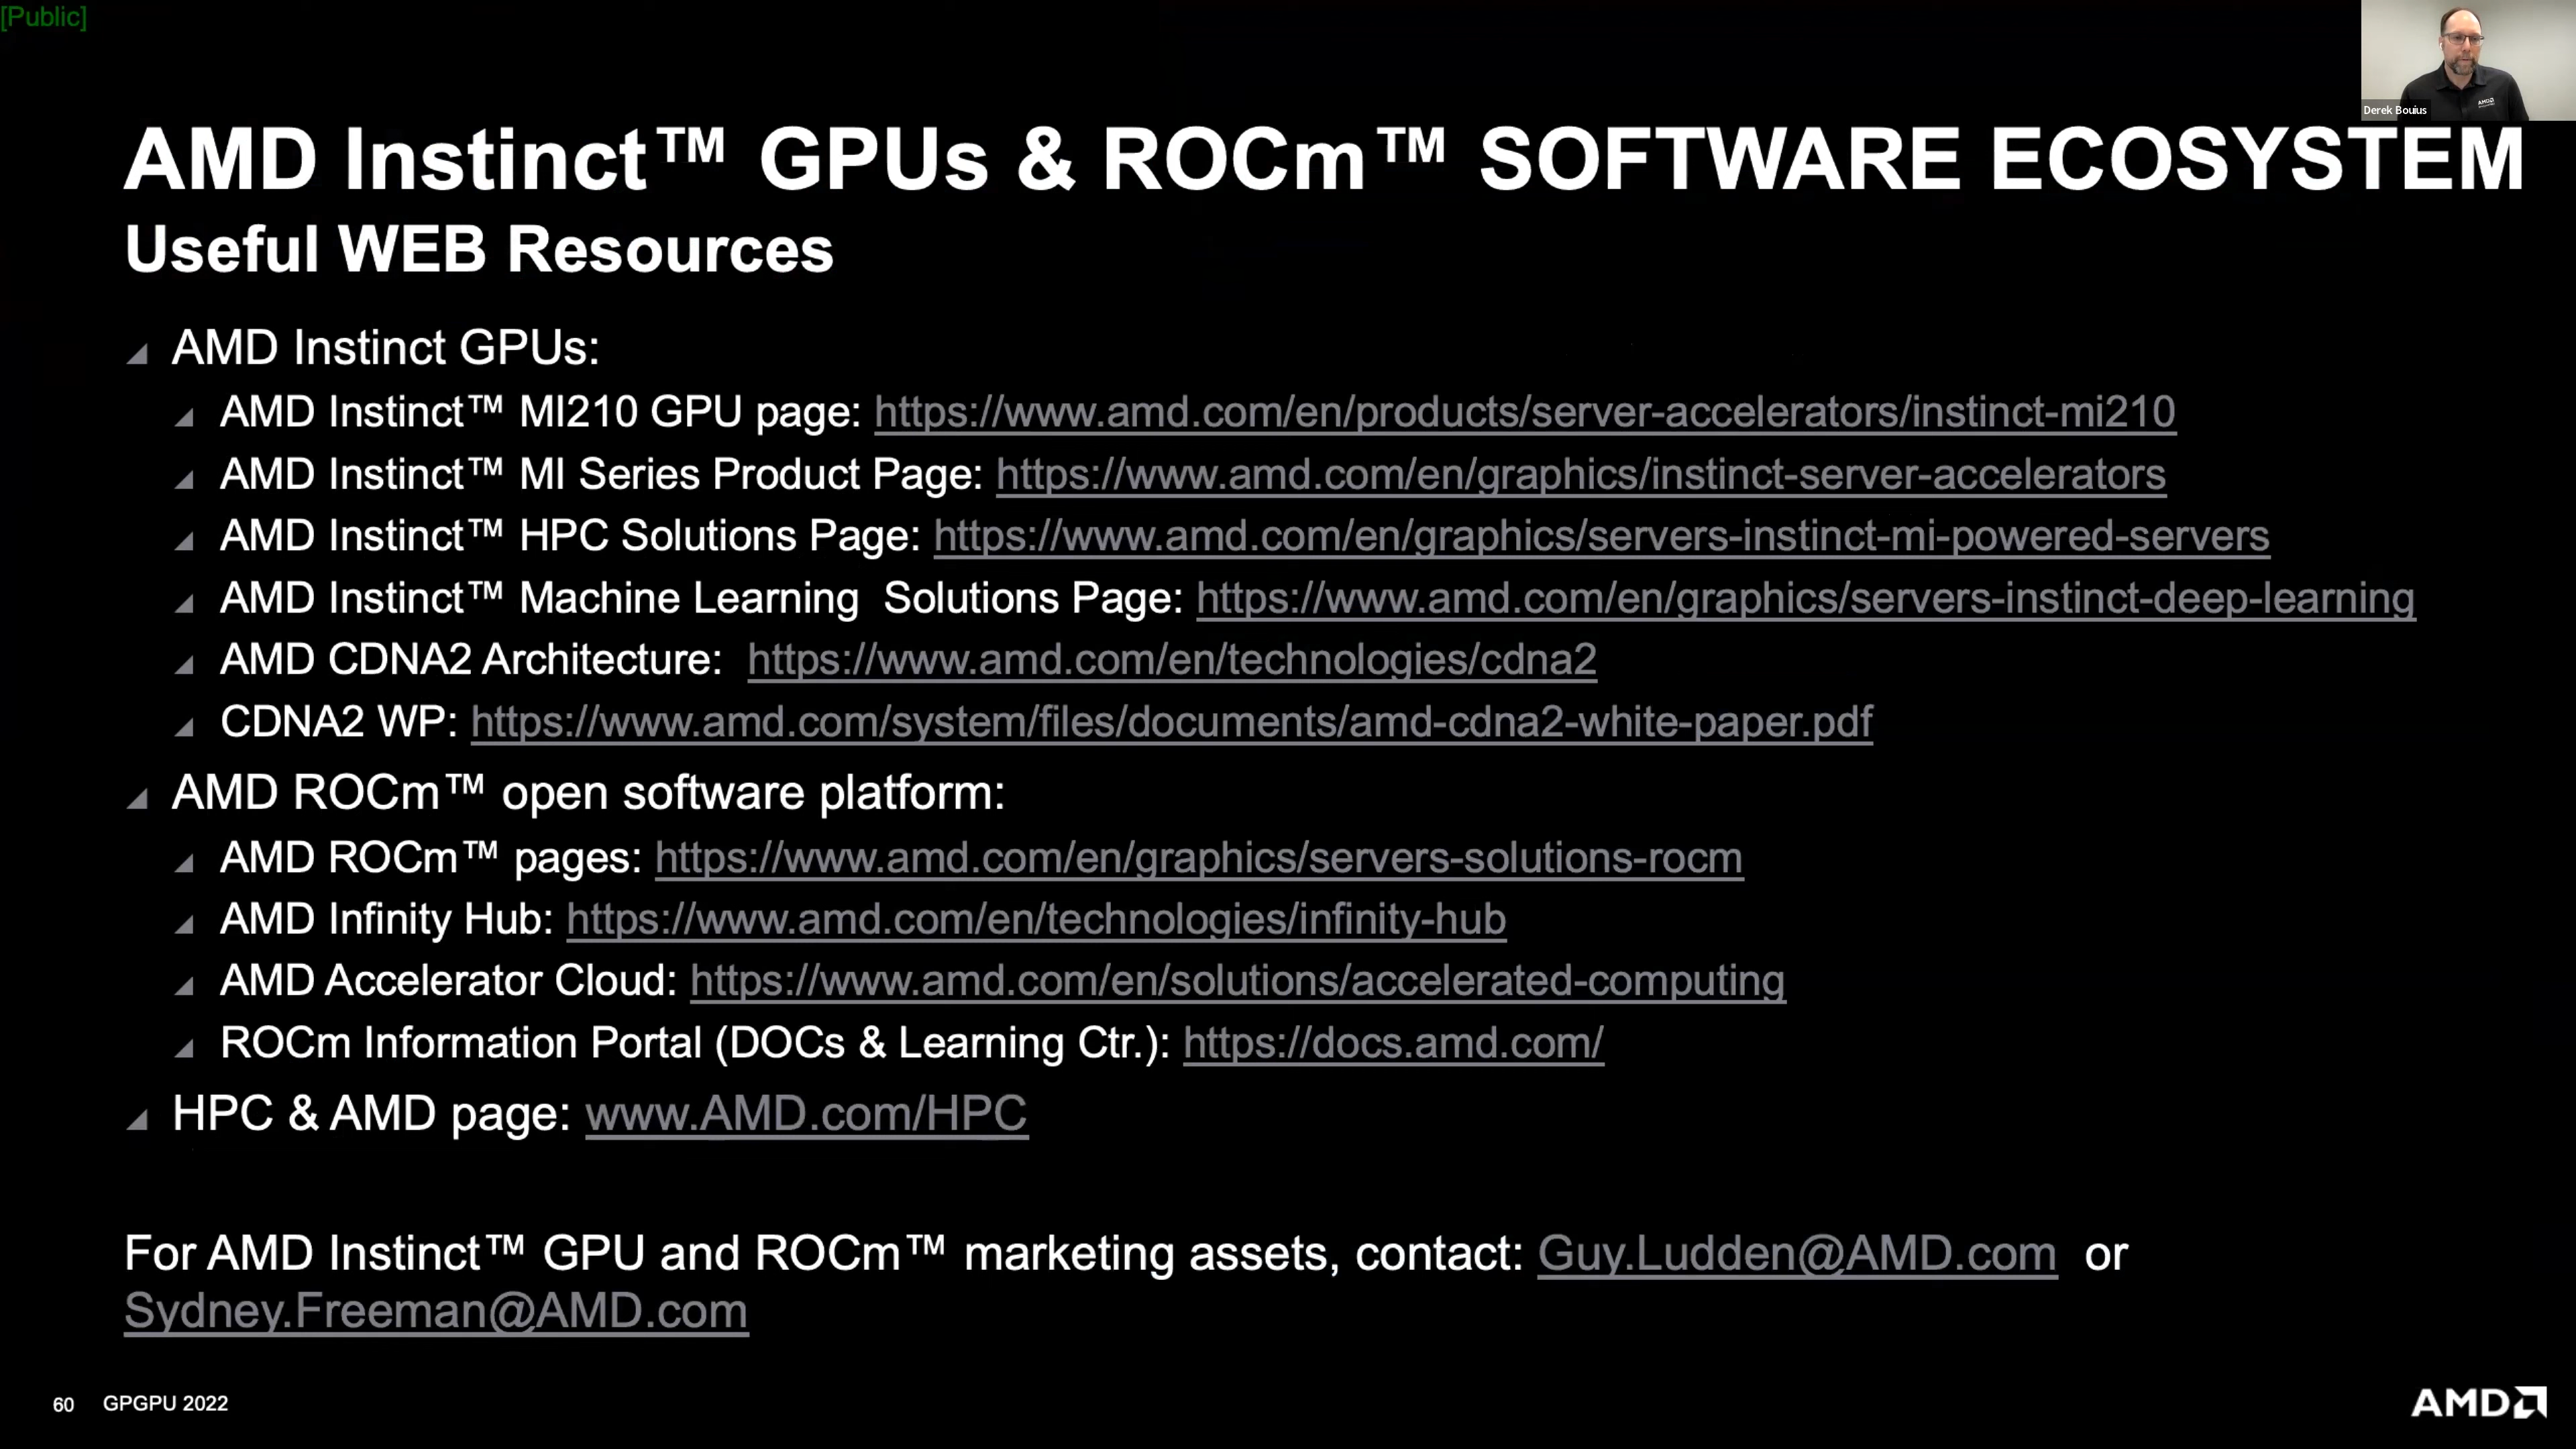 [Public]
Derek Bouius
AMD Instinct™ GPUs & ROCm™ SOFTWARE ECOSYSTEM
Useful WEB Resources
AMD Instinct GPUs:
AMD Instinct™ MI210 GPU page: https://www.amd.com/en/products/server-accelerators/instinct-mi210
AMD Instinct™ MI Series Product Page: https://www.amd.com/en/graphics/instinct-server-accelerators
AMD Instinct™ HPC Solutions Page: https://www.amd.com/en/graphics/servers-instinct-mi-powered-servers
AMD Instinct™ Machine Learning  Solutions Page: https://www.amd.com/en/graphics/servers-instinct-deep-learning
AMD CDNA2 Architecture:  https://www.amd.com/en/technologies/cdna2
CDNA2 WP: https://www.amd.com/system/files/documents/amd-cdna2-white-paper.pdf
AMD ROCm™ open software platform:
AMD ROCm™ pages: https://www.amd.com/en/graphics/servers-solutions-rocm
AMD Infinity Hub: https://www.amd.com/en/technologies/infinity-hub
AMD Accelerator Cloud: https://www.amd.com/en/solutions/accelerated-computing
ROCm Information Portal (DOCs & Learning Ctr.): https://docs.amd.com/
HPC & AMD page: www.AMD.com/HPC
For AMD Instinct™ GPU and ROCm™ marketing assets, contact: Guy.Ludden@AMD.com  or
Sydney.Freeman@AMD.com
60 GPGPU 2022
AMD